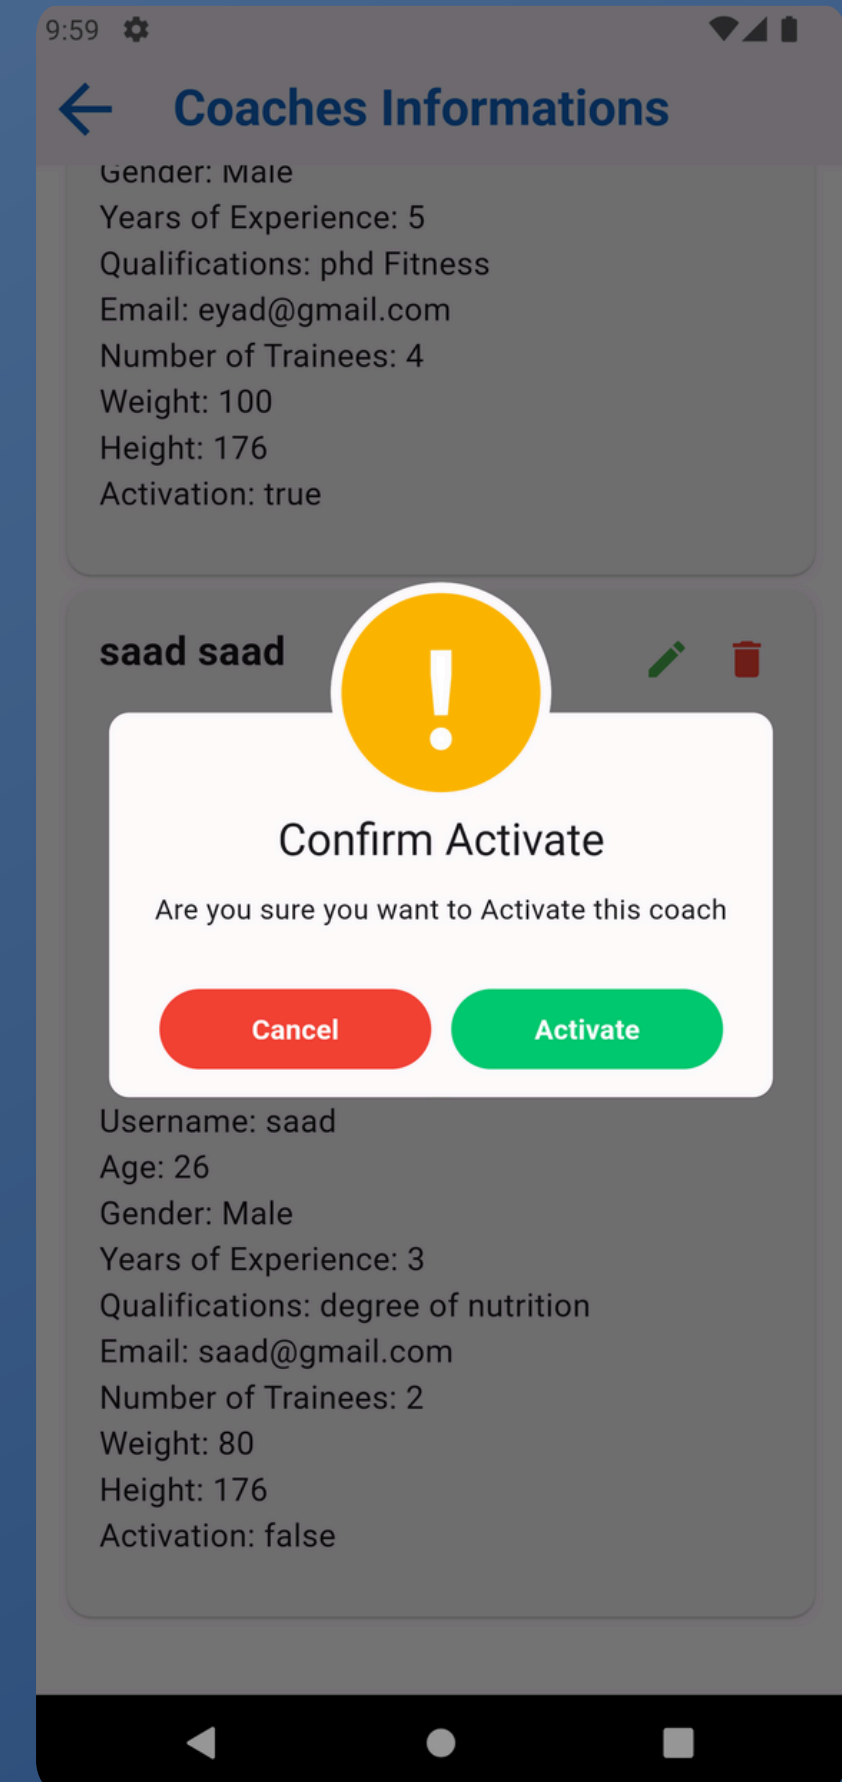 9:59
Coaches Informations
Gender: Male
Years of Experience: 5
Qualifications: phd Fitness
Email: eyad@gmail.com
Number of Trainees: 4
Weight: 100
Height: 176
Activation: true
saad saad
!
Confirm Activate
Are you sure you want to Activate this coach
Cancel Activate
Username: saad
Age: 26
Gender: Male
Years of Experience: 3
Qualifications: degree of nutrition
Email: saad@gmail.com
Number of Trainees: 2
Weight: 80
Height: 176
Activation: false